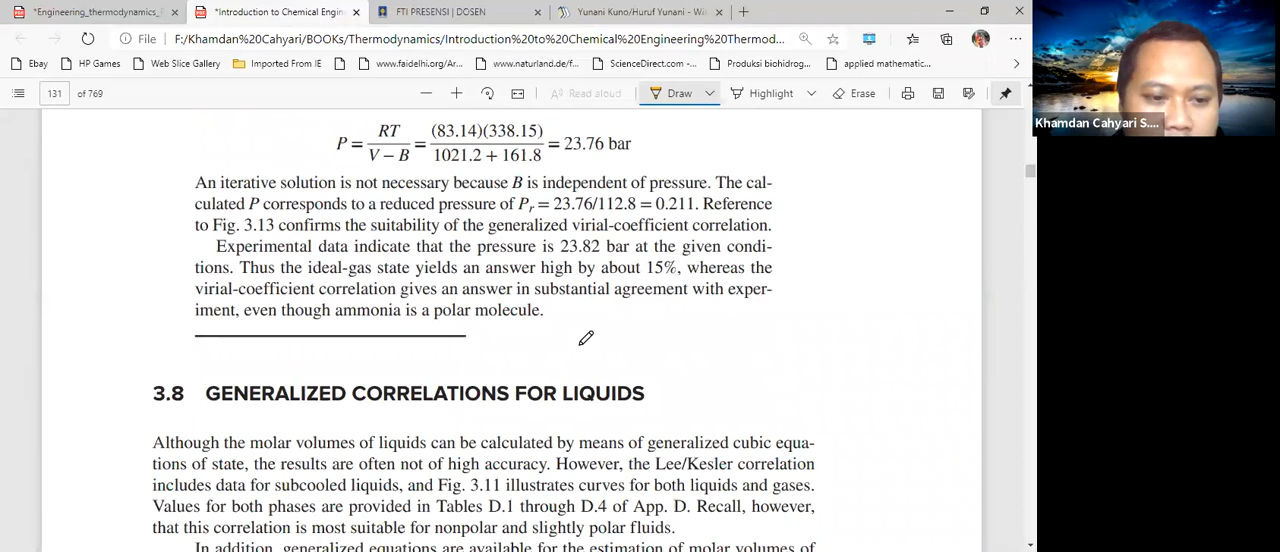 *Engineering_thermodynamics_
*Introduction to Chemical Engin
FTI PRESENSI | DOSEN
Yunani Kuno/Huruf Yunani - Wi
File
F:/Khamdan%20Cahyari/BOOKs/Thermodynamics/Introduction%20to%20Chemical%20Engineering%20Thermod...
Ebay
HP Games
Web Slice Gallery
Imported From IE
www.faidelhi.org/Ar...
www.naturland.de/f...
ScienceDirect.com -...
Produksi biohidrog...
applied mathematic...
131 of 769
Read aloud
Draw
Highlight
Erase
Khamdan Cahyari S....
P = RT / (V − B) = (83.14)(338.15) / (1021.2 + 161.8) = 23.76 bar
An iterative solution is not necessary because B is independent of pressure. The cal-
culated P corresponds to a reduced pressure of Pr = 23.76/112.8 = 0.211. Reference
to Fig. 3.13 confirms the suitability of the generalized virial-coefficient correlation.
Experimental data indicate that the pressure is 23.82 bar at the given condi-
tions. Thus the ideal-gas state yields an answer high by about 15%, whereas the
virial-coefficient correlation gives an answer in substantial agreement with exper-
iment, even though ammonia is a polar molecule.
3.8 GENERALIZED CORRELATIONS FOR LIQUIDS
Although the molar volumes of liquids can be calculated by means of generalized cubic equa-
tions of state, the results are often not of high accuracy. However, the Lee/Kesler correlation
includes data for subcooled liquids, and Fig. 3.11 illustrates curves for both liquids and gases.
Values for both phases are provided in Tables D.1 through D.4 of App. D. Recall, however,
that this correlation is most suitable for nonpolar and slightly polar fluids.
In addition, generalized equations are available for the estimation of molar volumes of